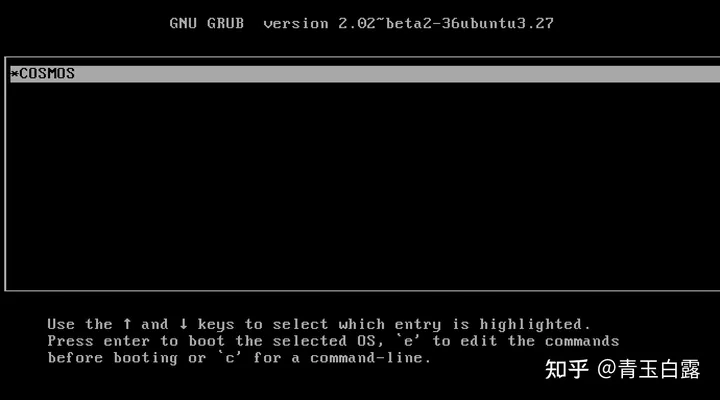 GNU GRUB  version 2.02~beta2-36ubuntu3.27
*COSMOS
Use the ↑ and ↓ keys to select which entry is highlighted.
Press enter to boot the selected OS, `e' to edit the commands
before booting or `c' for a command-line.
知乎 @青玉白露